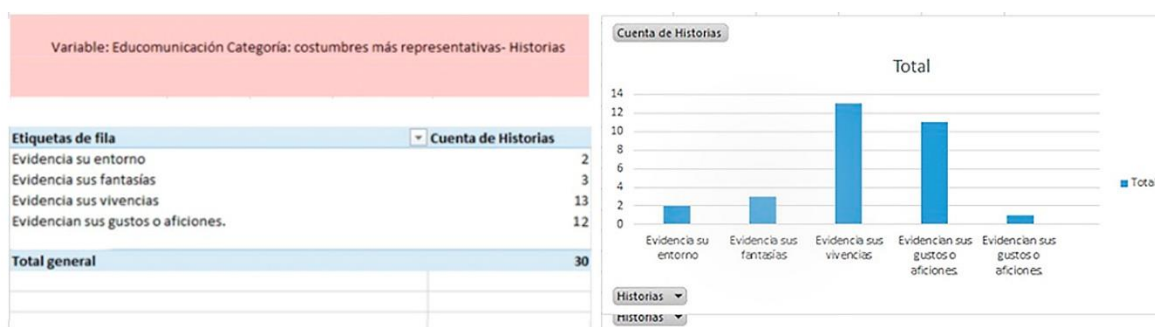 Variable: Educomunicación Categoría: costumbres más representativas- Historias
Etiquetas de fila Cuenta de Historias
Evidencia su entorno 2
Evidencia sus fantasías 3
Evidencia sus vivencias 13
Evidencian sus gustos o aficiones. 12
Total general 30
Cuenta de Historias
Total
14
12
10
8
6
4
2
0
Evidencia su entorno
Evidencia sus fantasías
Evidencia sus vivencias
Evidencian sus gustos o aficiones.
Evidencian sus gustos o aficiones.
Total
Historias
Historias